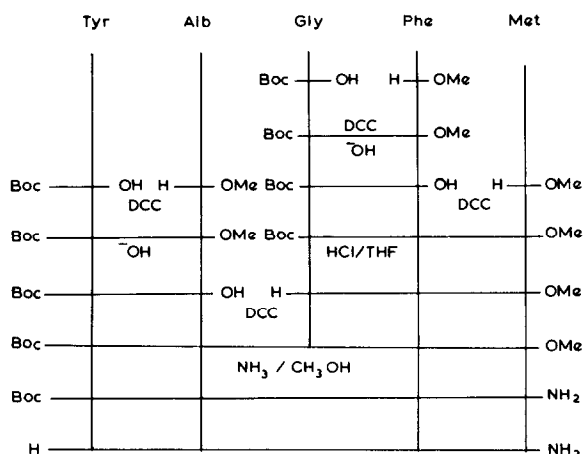 Tyr Alb Gly Phe Met
Boc OH H OMe
Boc DCC OMe
⁻OH
Boc OH H OMe Boc OH H OMe
DCC DCC
Boc OMe Boc OMe
⁻OH HCl/THF
Boc OH H OMe
DCC
Boc OMe
NH₃ / CH₃OH
Boc NH₂
H NH₂